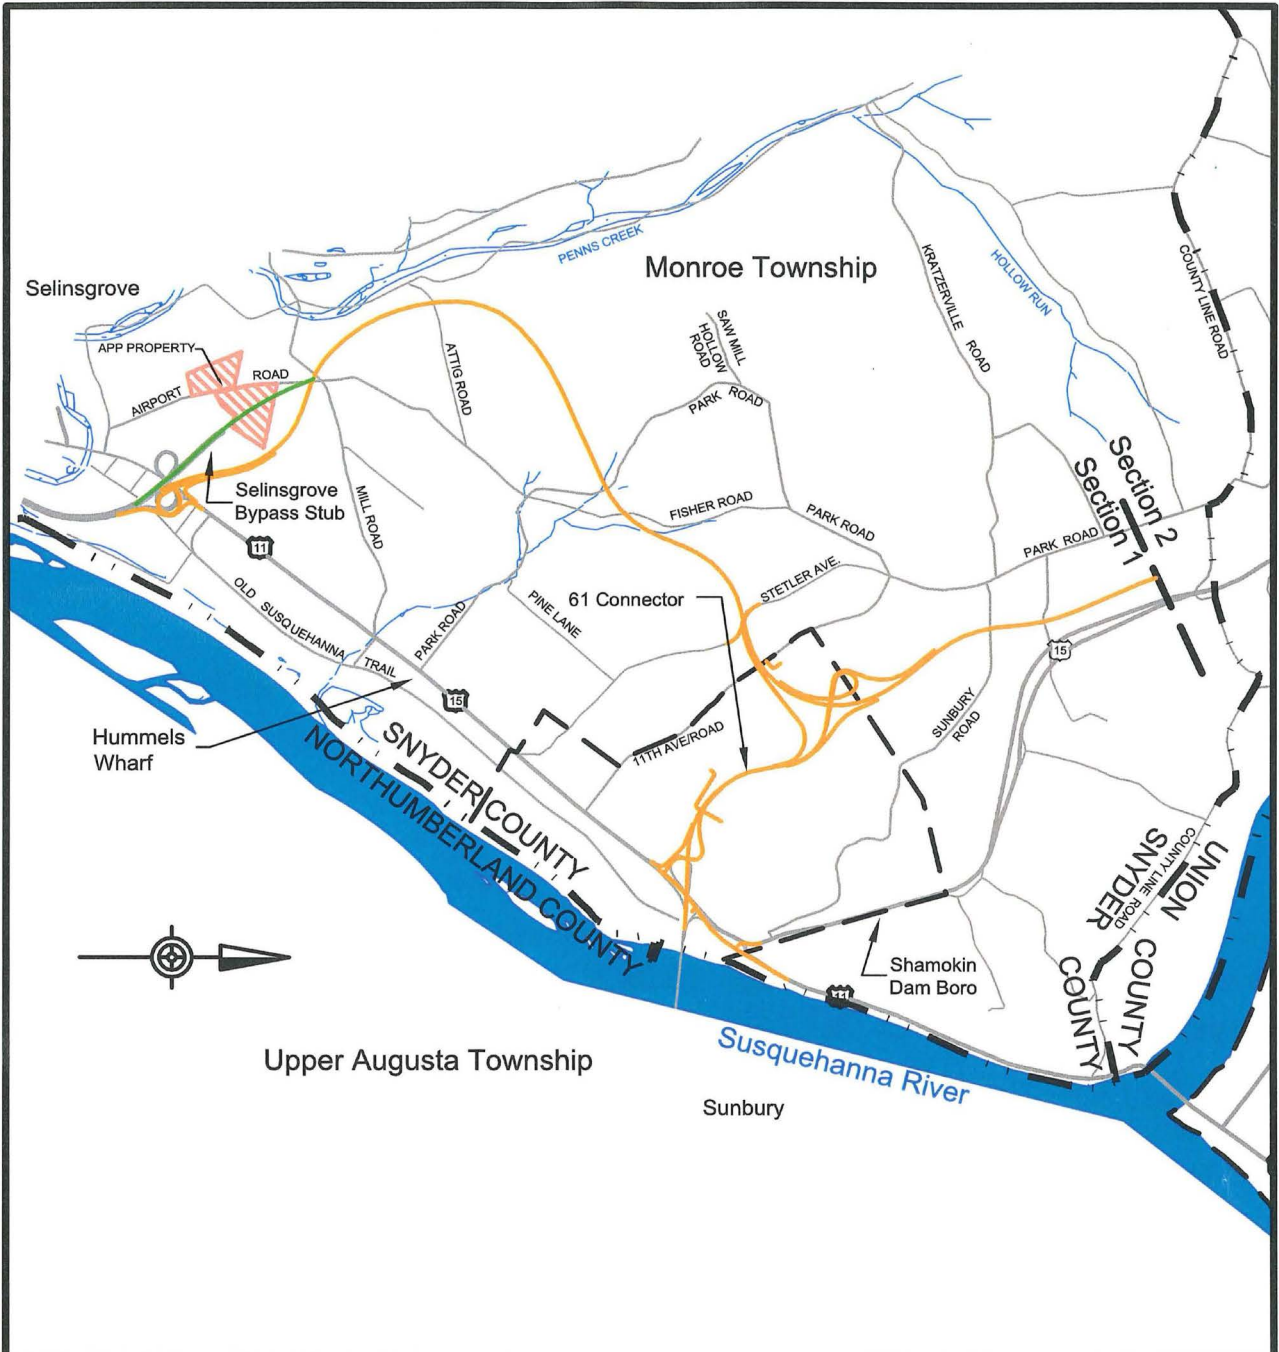 Selinsgrove
APP PROPERTY
AIRPORT ROAD
PENNS CREEK
Monroe Township
KRATZERVILLE ROAD
HOLLOW RUN
COUNTY LINE ROAD
SAW MILL
HOLLOW
ROAD
PARK ROAD
ATTIG ROAD
Selinsgrove
Bypass Stub
MILL ROAD
FISHER ROAD
PARK ROAD
PARK ROAD
Section 2
Section 1
11
OLD SUSQUEHANNA TRAIL
PARK ROAD
PINE LANE
STETLER AVE.
61 Connector
15
15
SUNBURY
ROAD
11TH AVE/ROAD
Hummels
Wharf
SNYDER COUNTY
NORTHUMBERLAND COUNTY
UNION COUNTY
COUNTY LINE ROAD
SNYDER COUNTY
Shamokin
Dam Boro
Upper Augusta Township
Susquehanna River
Sunbury